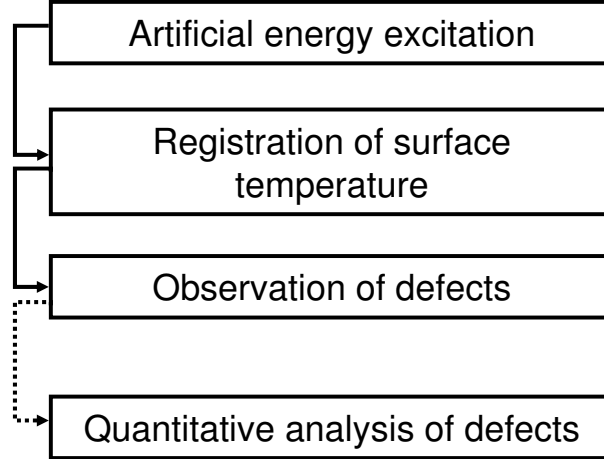 Artificial energy excitation
Registration of surface
temperature
Observation of defects
Quantitative analysis of defects